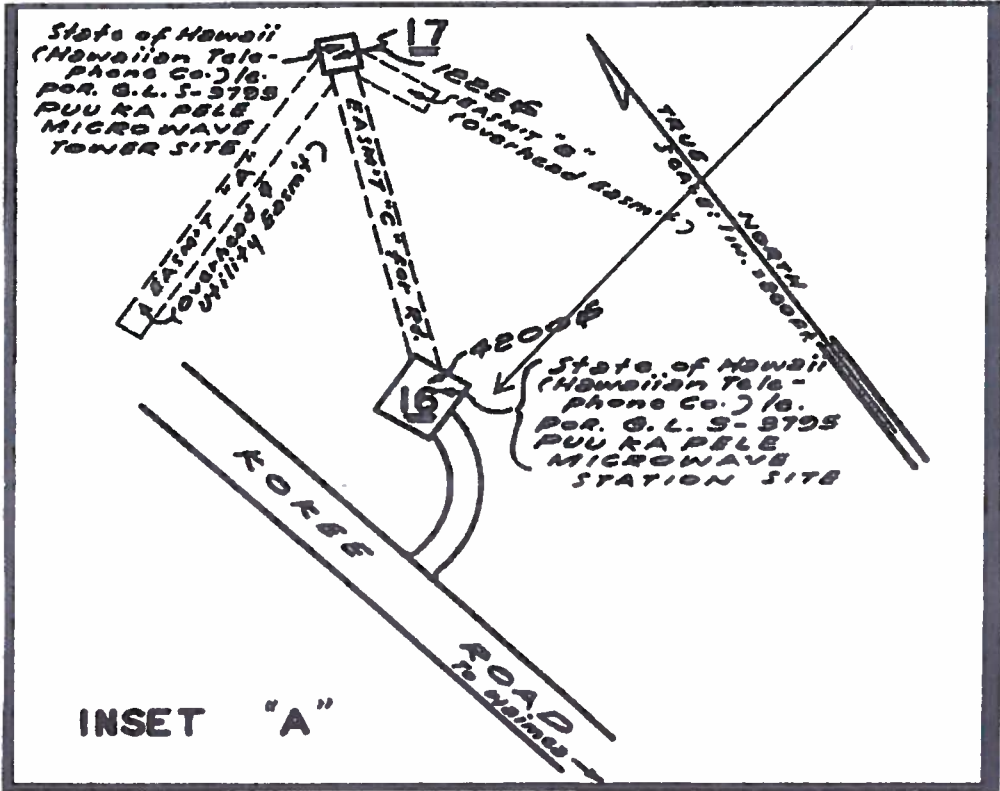 State of Hawaii
(Hawaiian Tele-
phone Co.) le.
POR. G.L. S-3795
PUU KA PELE
MICROWAVE
TOWER SITE
17
1225⌀
EASM'T "B"
(Overhead Easm't)
EASM'T "A"
(Overhead &
Utility Easm't)
EASM'T "C" for Rd.
TRUE NORTH
SCALE: 1 IN. = 200 FT.
4200⌀
16
State of Hawaii
(Hawaiian Tele-
phone Co.) le.
POR. G.L. S-3795
PUU KA PELE
MICROWAVE
STATION SITE
KOKEE ROAD
To Waimea
INSET "A"